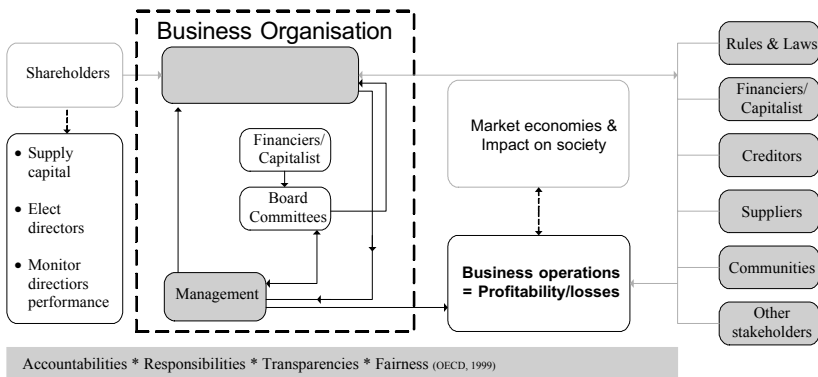 Business Organisation
Shareholders
• Supply
capital
• Elect
directors
• Monitor
directiors
performance
Financiers/
Capitalist
Board
Committees
Management
Market economies &
Impact on society
Business operations
= Profitability/losses
Rules & Laws
Financiers/
Capitalist
Creditors
Suppliers
Communities
Other
stakeholders
Accountabilities * Responsibilities * Transparencies * Fairness (OECD, 1999)